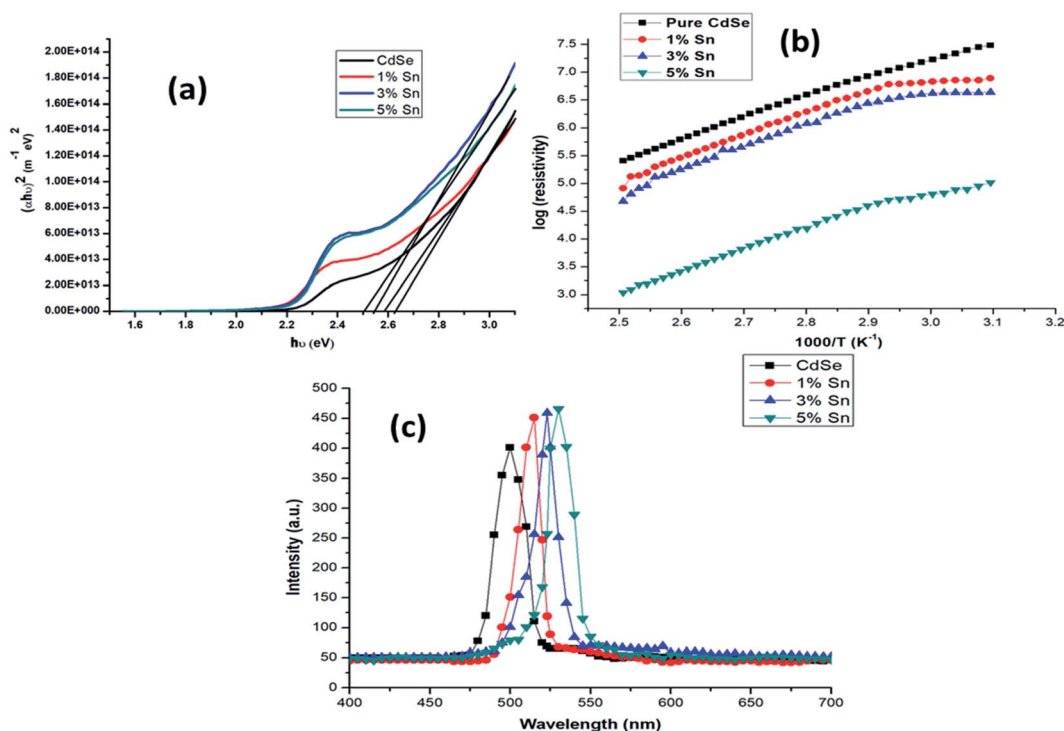 (a)
CdSe
1% Sn
3% Sn
5% Sn
2.00E+014
1.80E+014
1.60E+014
1.40E+014
1.20E+014
1.00E+014
8.00E+013
6.00E+013
4.00E+013
2.00E+013
0.00E+000
(αhυ)² (m⁻¹ eV)²
1.6 1.8 2.0 2.2 2.4 2.6 2.8 3.0
hυ (eV)
(b)
Pure CdSe
1% Sn
3% Sn
5% Sn
7.5
7.0
6.5
6.0
5.5
5.0
4.5
4.0
3.5
3.0
log (resistivity)
2.5 2.6 2.7 2.8 2.9 3.0 3.1 3.2
1000/T (K⁻¹)
(c)
CdSe
1% Sn
3% Sn
5% Sn
500
450
400
350
300
250
200
150
100
50
0
Intensity (a.u.)
400 450 500 550 600 650 700
Wavelength (nm)